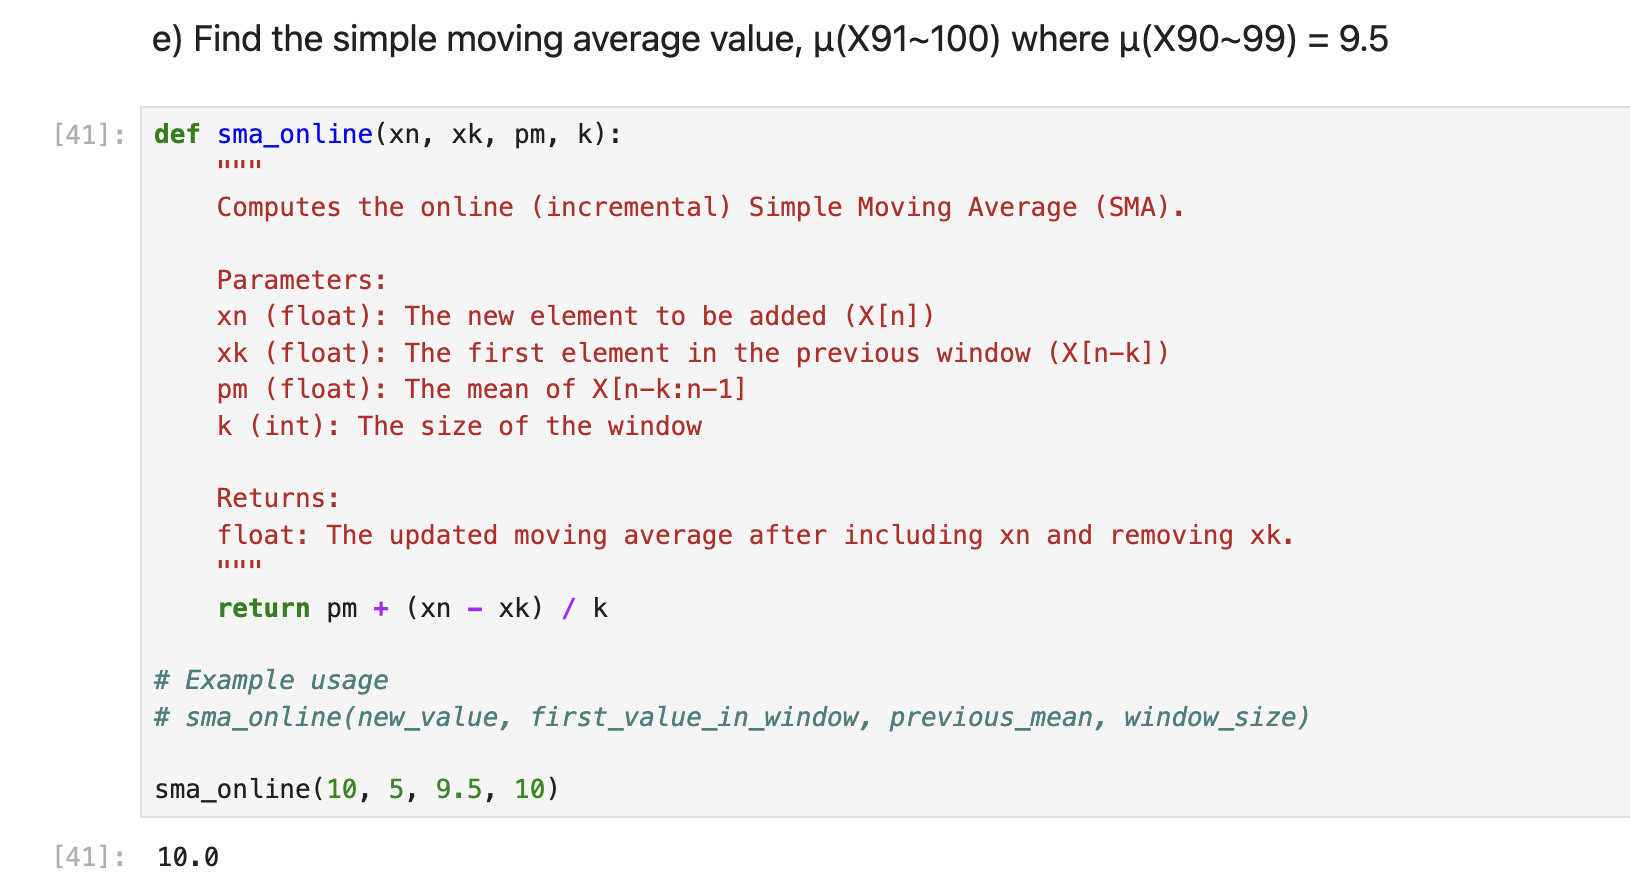 e) Find the simple moving average value, μ(X91~100) where μ(X90~99) = 9.5
[41]: def sma_online(xn, xk, pm, k):
"""
Computes the online (incremental) Simple Moving Average (SMA).
Parameters:
xn (float): The new element to be added (X[n])
xk (float): The first element in the previous window (X[n-k])
pm (float): The mean of X[n-k:n-1]
k (int): The size of the window
Returns:
float: The updated moving average after including xn and removing xk.
"""
return pm + (xn - xk) / k
# Example usage
# sma_online(new_value, first_value_in_window, previous_mean, window_size)
sma_online(10, 5, 9.5, 10)
[41]: 10.0